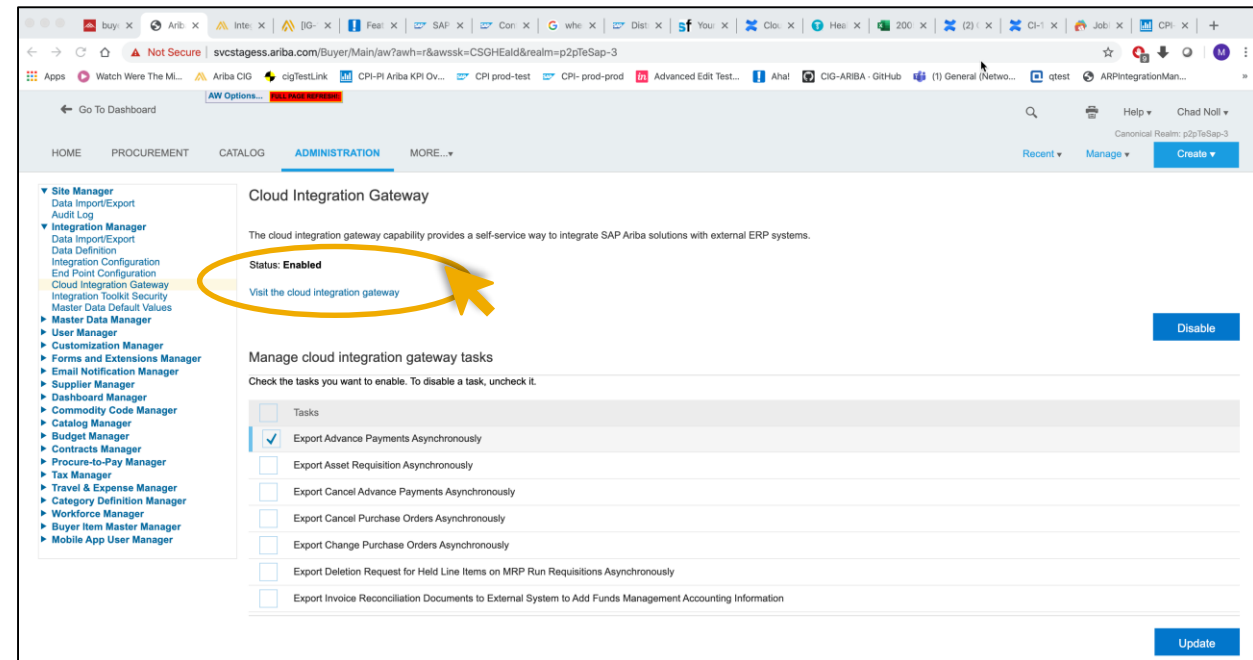 buy
Arib
Inte
[IG-
Feat
SAP
Con
whe
Dist
You
Clou
Hea
200
(2) (
CI-1
Job
CPI-
Not Secure | svcstagess.ariba.com/Buyer/Main/aw?awh=r&awssk=CSGHEald&realm=p2pTeSap-3
M
Apps Watch Were The Mi... Ariba CIG cigTestLink CPI-PI Ariba KPI Ov... CPI prod-test CPI- prod-prod Advanced Edit Test... Aha! CIG-ARIBA · GitHub (1) General (Netwo... qtest ARPIntegrationMan... »
AW Options... FULL PAGE REFRESH!
Go To Dashboard
Help Chad Noll
Canonical Realm: p2pTeSap-3
HOME PROCUREMENT CATALOG ADMINISTRATION MORE...
Recent Manage Create
Site Manager
Data Import/Export
Audit Log
Integration Manager
Data Import/Export
Data Definition
Integration Configuration
End Point Configuration
Cloud Integration Gateway
Integration Toolkit Security
Master Data Default Values
Master Data Manager
User Manager
Customization Manager
Forms and Extensions Manager
Email Notification Manager
Supplier Manager
Dashboard Manager
Commodity Code Manager
Catalog Manager
Budget Manager
Contracts Manager
Procure-to-Pay Manager
Tax Manager
Travel & Expense Manager
Category Definition Manager
Workforce Manager
Buyer Item Master Manager
Mobile App User Manager
Cloud Integration Gateway
The cloud integration gateway capability provides a self-service way to integrate SAP Ariba solutions with external ERP systems.
Status: Enabled
Visit the cloud integration gateway
Disable
Manage cloud integration gateway tasks
Check the tasks you want to enable. To disable a task, uncheck it.
Tasks
Export Advance Payments Asynchronously
Export Asset Requisition Asynchronously
Export Cancel Advance Payments Asynchronously
Export Cancel Purchase Orders Asynchronously
Export Change Purchase Orders Asynchronously
Export Deletion Request for Held Line Items on MRP Run Requisitions Asynchronously
Export Invoice Reconciliation Documents to External System to Add Funds Management Accounting Information
Update